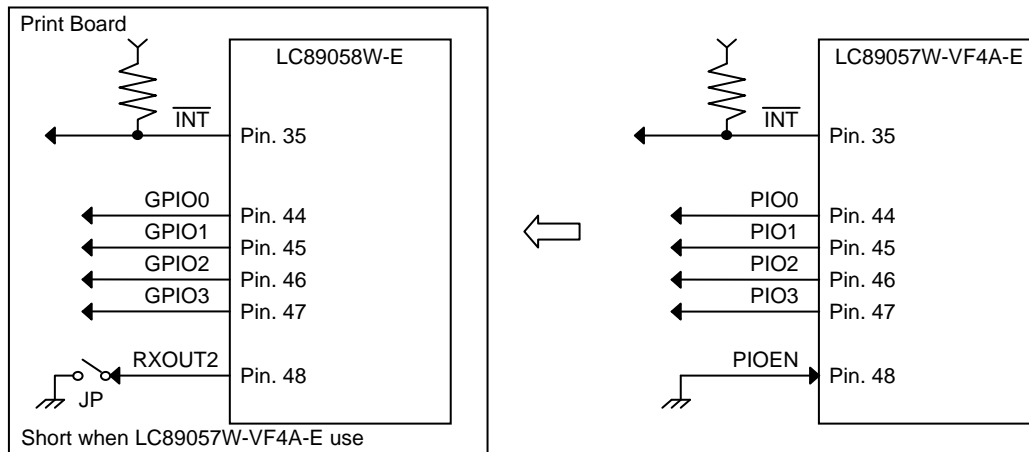 Print Board
LC89058W-E
INT
Pin. 35
GPIO0
Pin. 44
GPIO1
Pin. 45
GPIO2
Pin. 46
GPIO3
Pin. 47
RXOUT2
Pin. 48
JP
Short when LC89057W-VF4A-E use
LC89057W-VF4A-E
INT
Pin. 35
PIO0
Pin. 44
PIO1
Pin. 45
PIO2
Pin. 46
PIO3
Pin. 47
PIOEN
Pin. 48